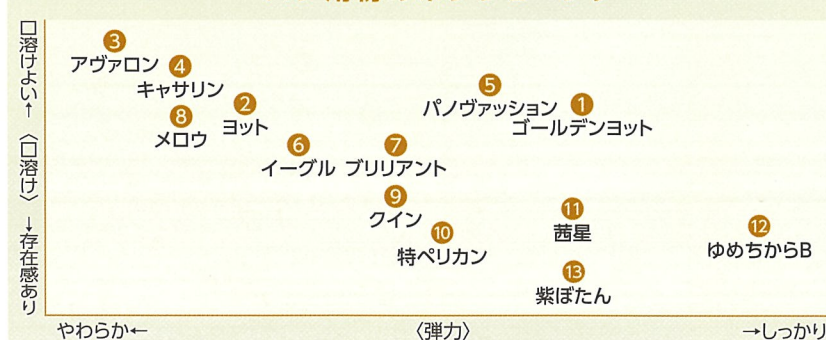 口溶けよい↑ 〈口溶け〉 ↓存在感あり
3
アヴァロン
4
キャサリン
5
パノヴァッション
2
ヨット
1
ゴールデンヨット
8
メロウ
6
イーグル
7
ブリリアント
9
クイン
10
特ペリカン
11
茜星
12
ゆめちからB
13
紫ぼたん
やわらか← 〈弾力〉 →しっかり